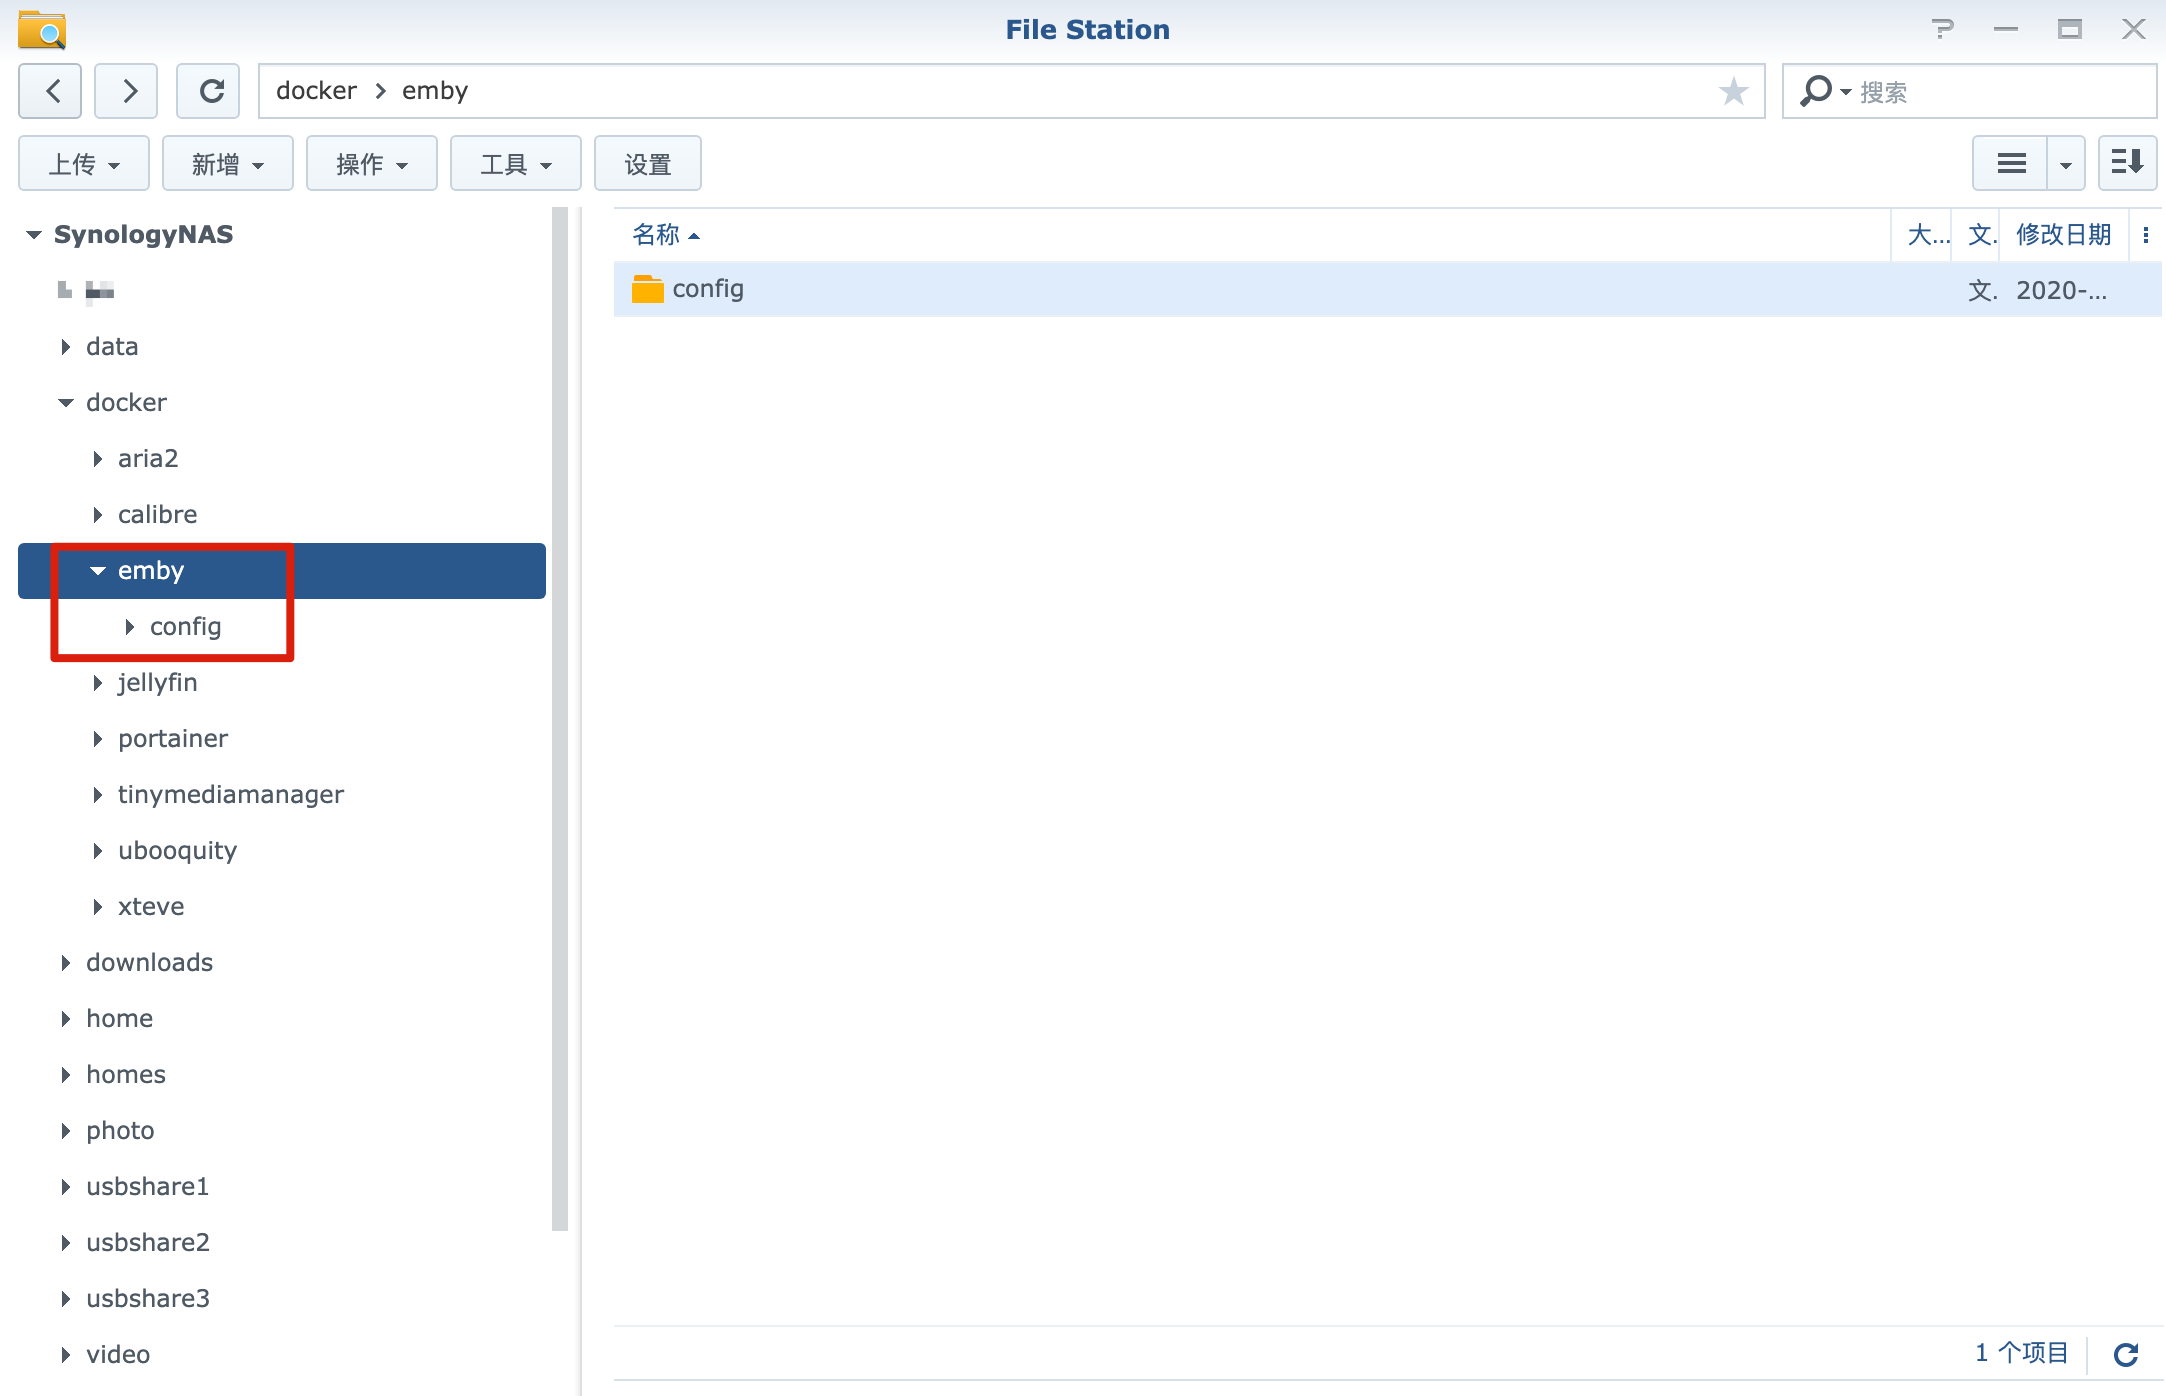 File Station
docker > emby
搜索
上传 新增 操作 工具 设置
SynologyNAS
data
docker
aria2
calibre
emby
config
jellyfin
portainer
tinymediamanager
ubooquity
xteve
downloads
home
homes
photo
usbshare1
usbshare2
usbshare3
video
名称 大... 文. 修改日期
config 文. 2020-...
1 个项目